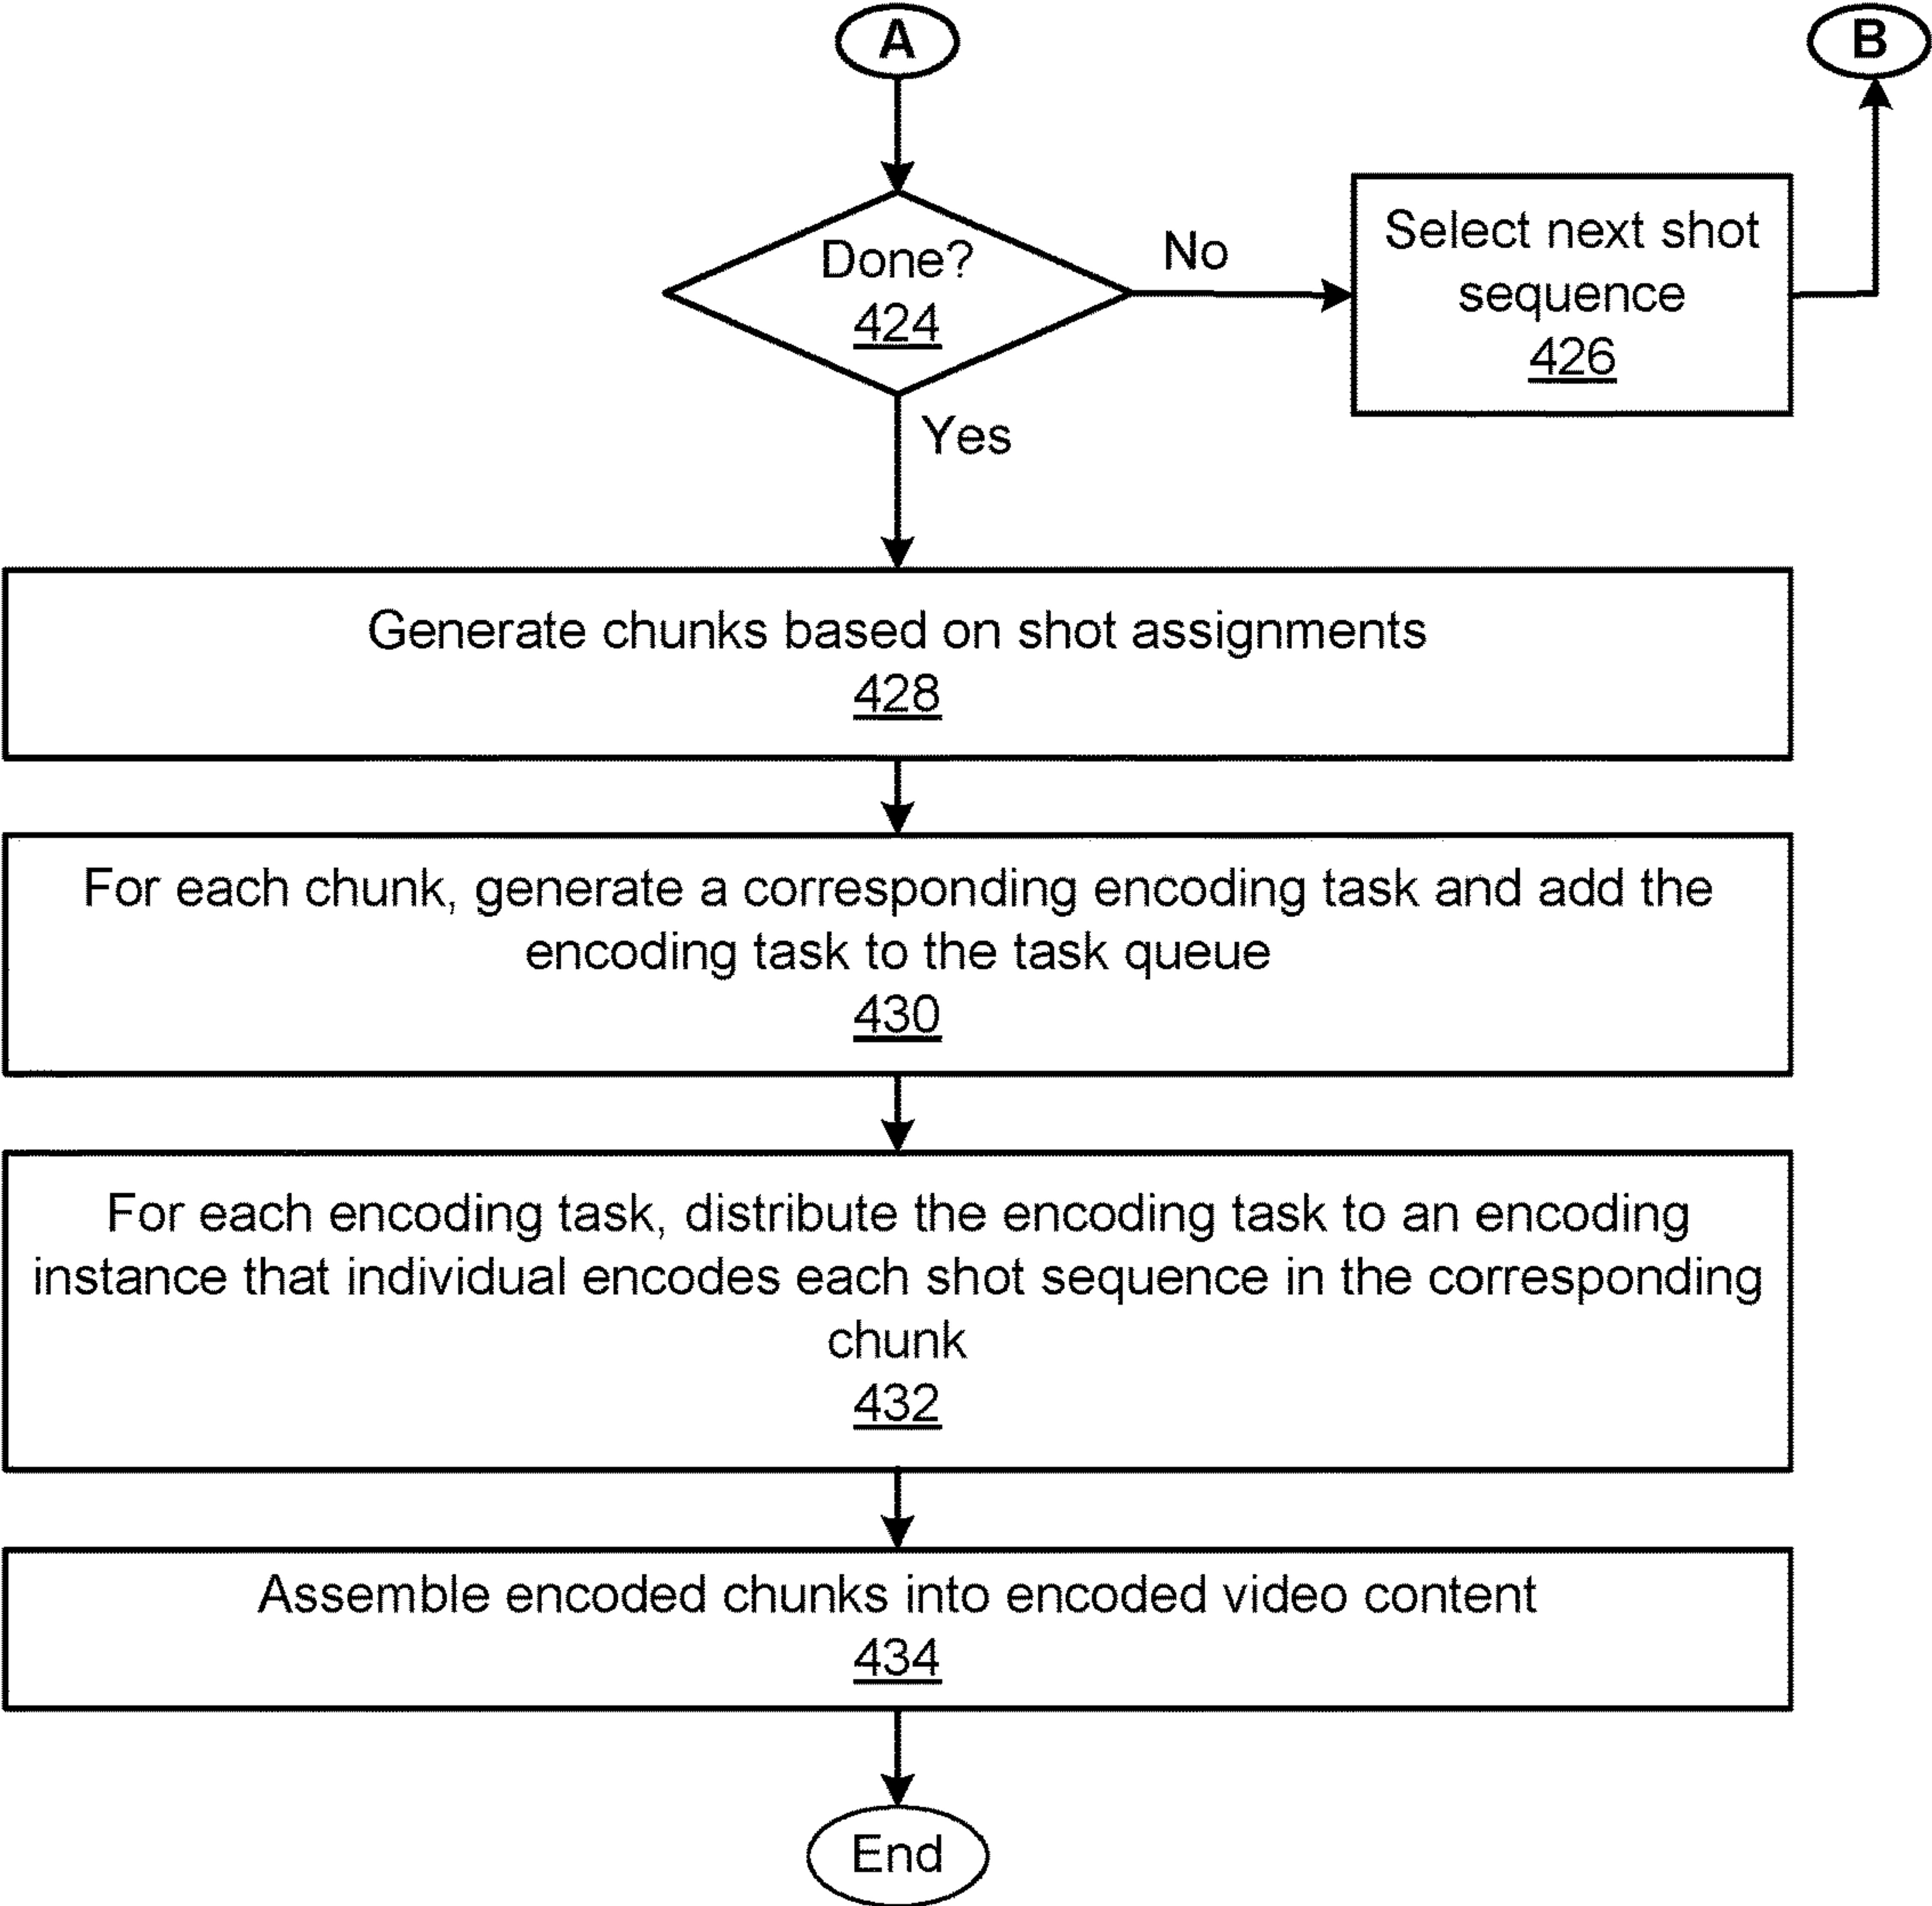 A
B
Done?
424
No
Select next shot
sequence
426
Yes
Generate chunks based on shot assignments
428
For each chunk, generate a corresponding encoding task and add the
encoding task to the task queue
430
For each encoding task, distribute the encoding task to an encoding
instance that individual encodes each shot sequence in the corresponding
chunk
432
Assemble encoded chunks into encoded video content
434
End